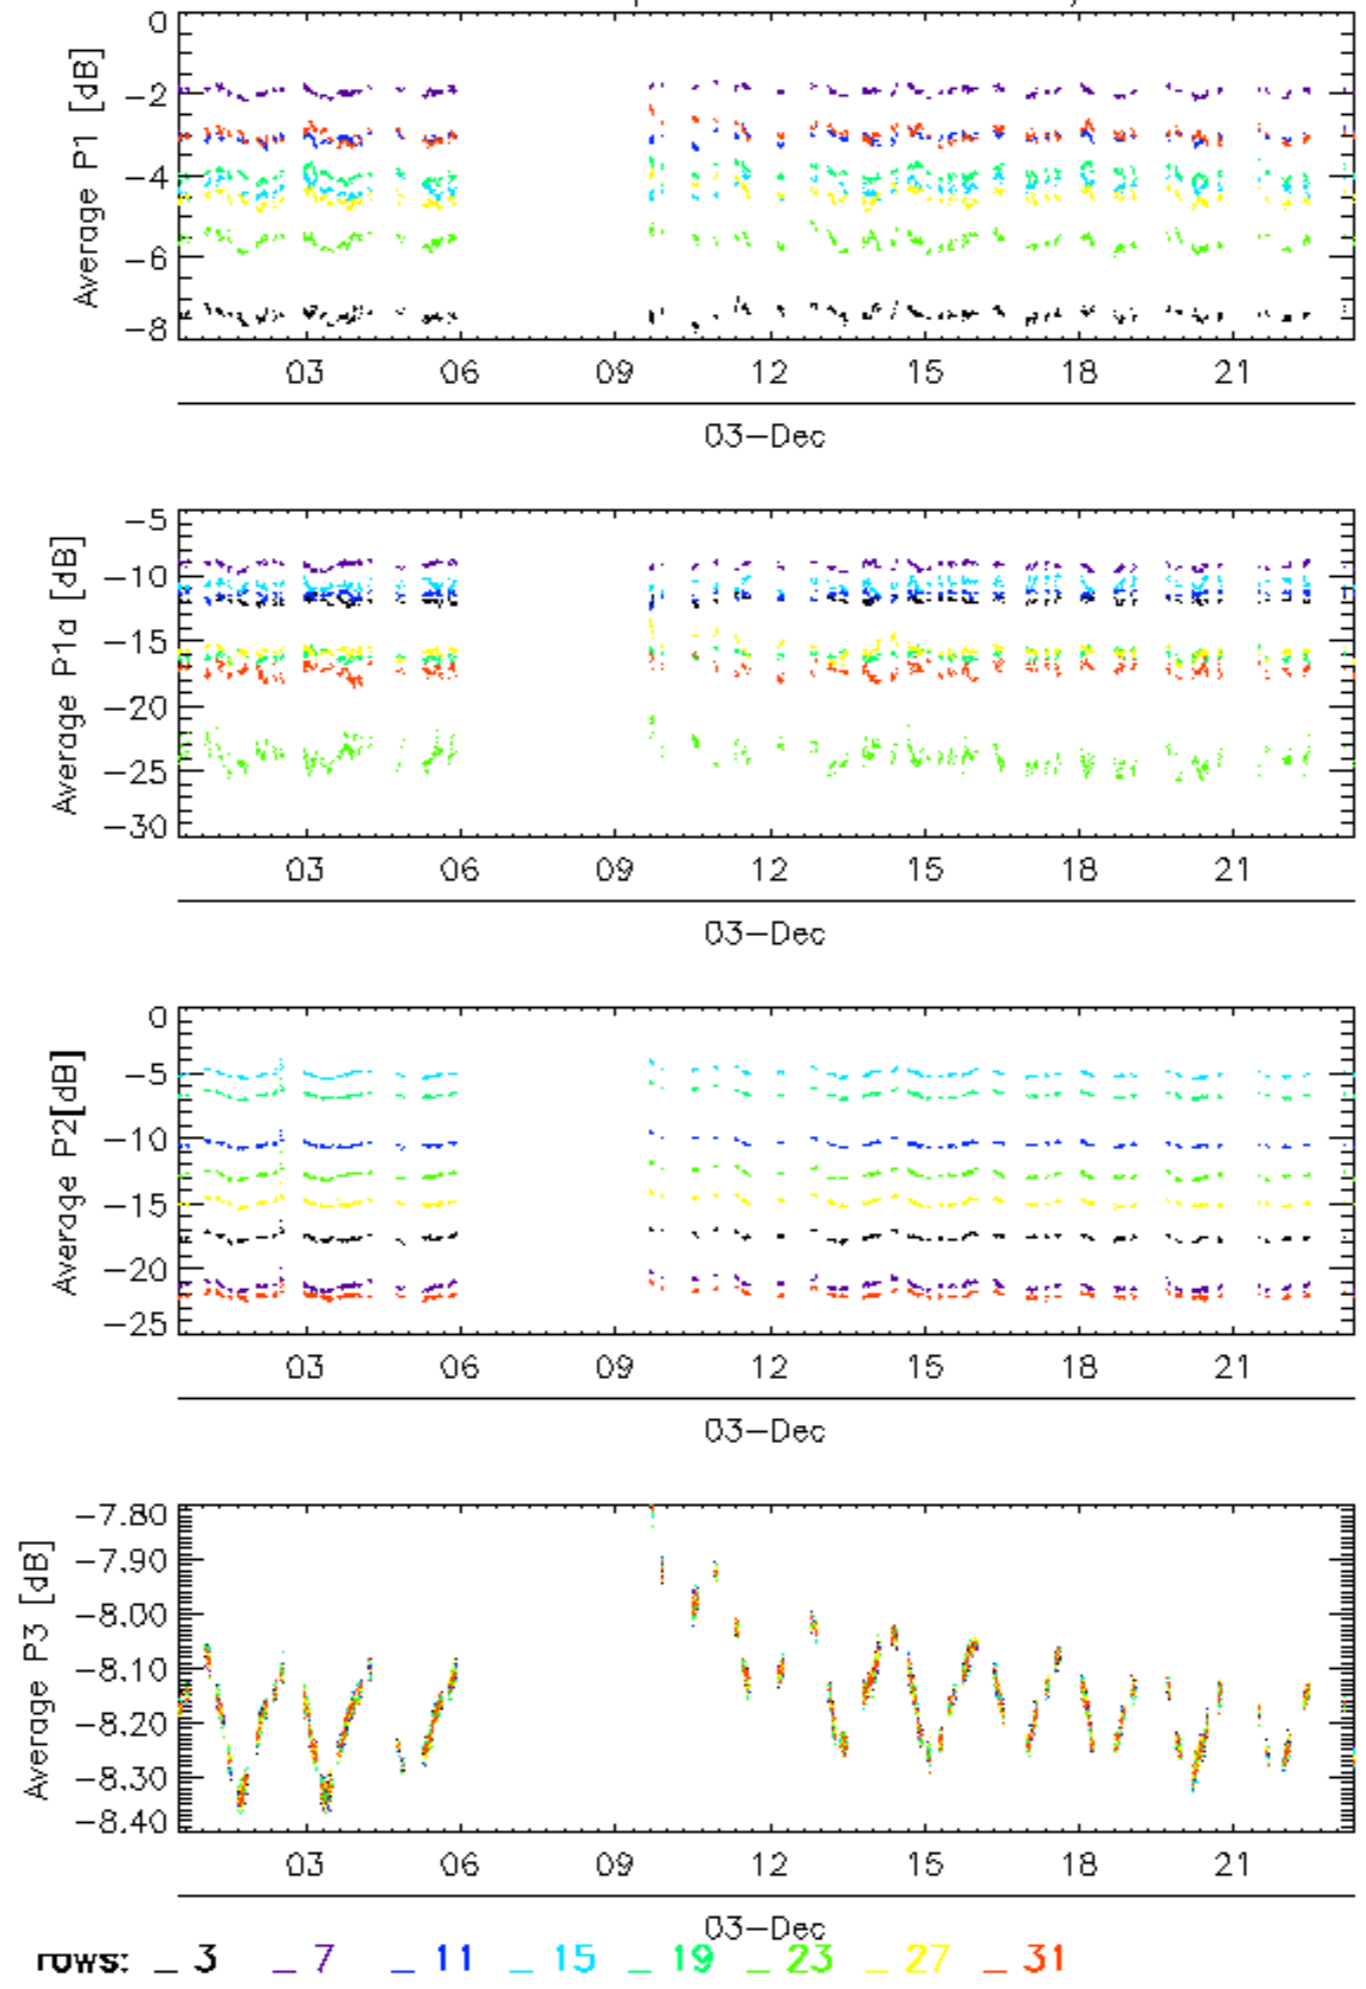 0
−2
−4
−6
−8
Average P1 [dB]
03 06 09 12 15 18 21
03−Dec
−5
−10
−15
−20
−25
−30
Average P1a [dB]
03 06 09 12 15 18 21
03−Dec
0
−5
−10
−15
−20
−25
Average P2[dB]
03 06 09 12 15 18 21
03−Dec
−7.80
−7.90
−8.00
−8.10
−8.20
−8.30
−8.40
Average P3 [dB]
03 06 09 12 15 18 21
03−Dec
rows: _ 3 _ 7 _ 11 _ 15 _ 19 _ 23 _ 27 _ 31